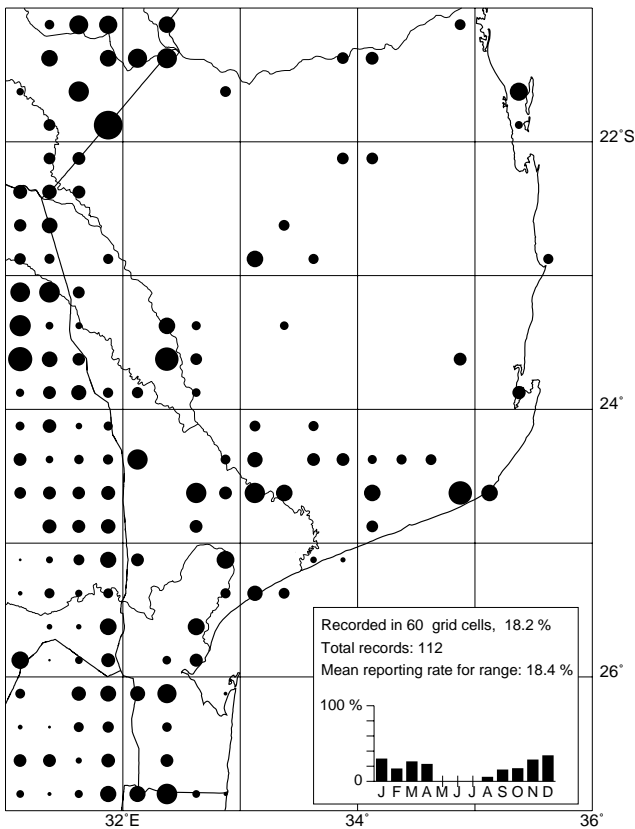 22°S
24°
Recorded in 60 grid cells, 18.2 %
Total records: 112
Mean reporting rate for range: 18.4 %
26°
100 %
0
J F M A M J J A S O N D
32°E
34°
36°